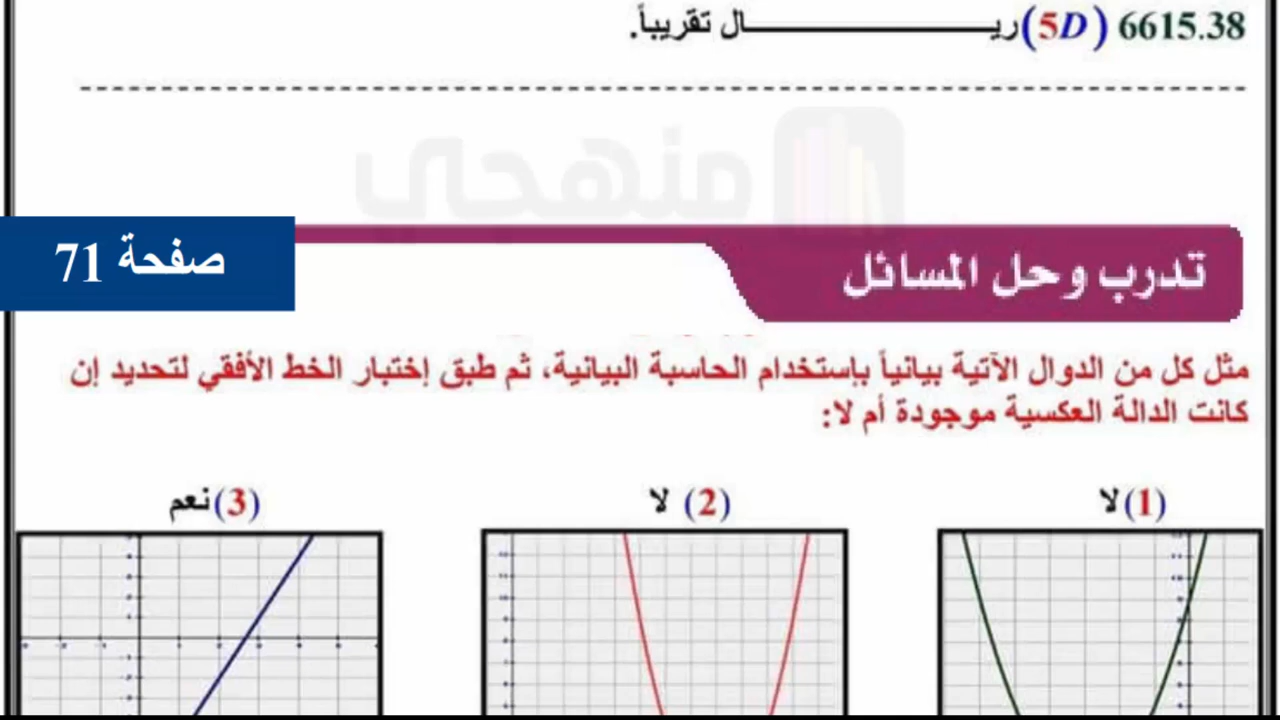 5D) 6615.38) ريـــــــــــــــال تقريباً.
منهجي
تدرب وحل المسائل
صفحة 71
مثل كل من الدوال الآتية بيانياً بإستخدام الحاسبة البيانية، ثم طبق إختبار الخط الأفقي لتحديد إن
كانت الدالة العكسية موجودة أم لا:
(1) لا
(2) لا
(3) نعم